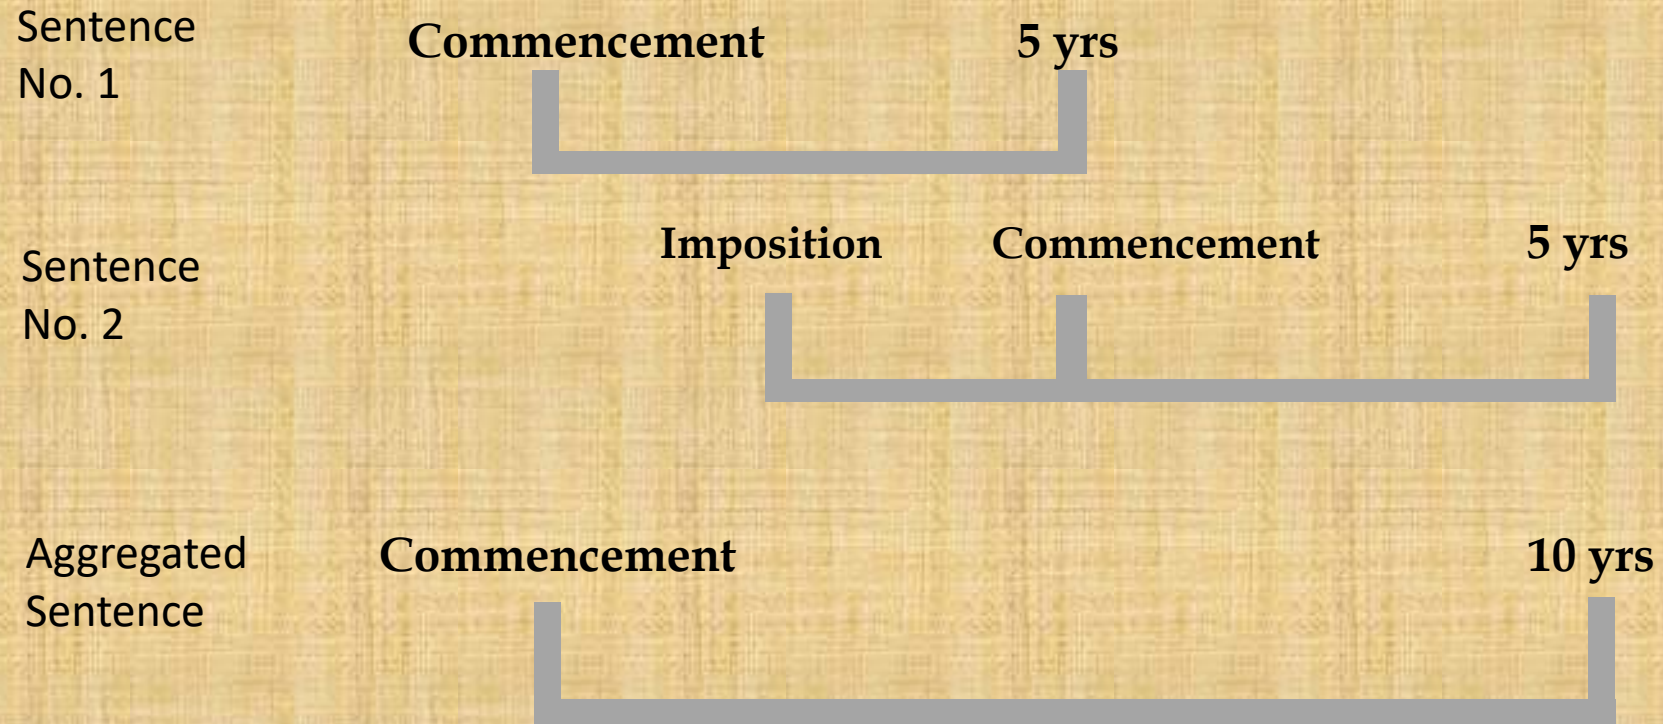 Sentence
No. 1
Commencement 5 yrs
Sentence
No. 2
Imposition Commencement 5 yrs
Aggregated
Sentence
Commencement 10 yrs